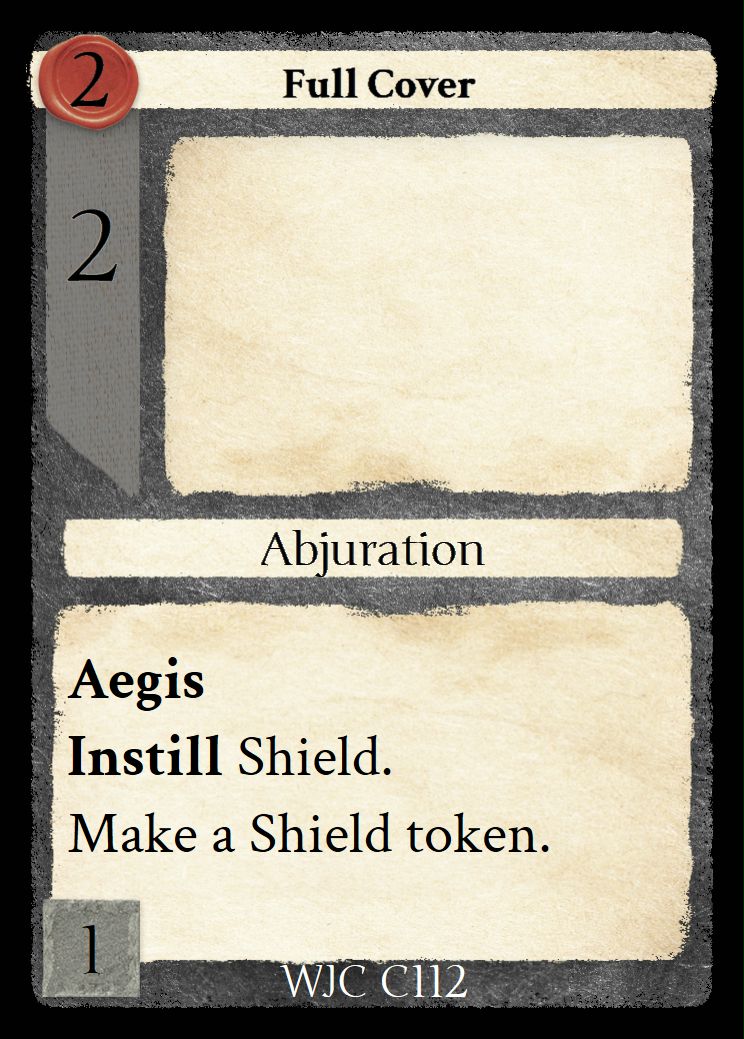 2
Full Cover
2
Abjuration
Aegis
Instill Shield.
Make a Shield token.
1
WJC C112